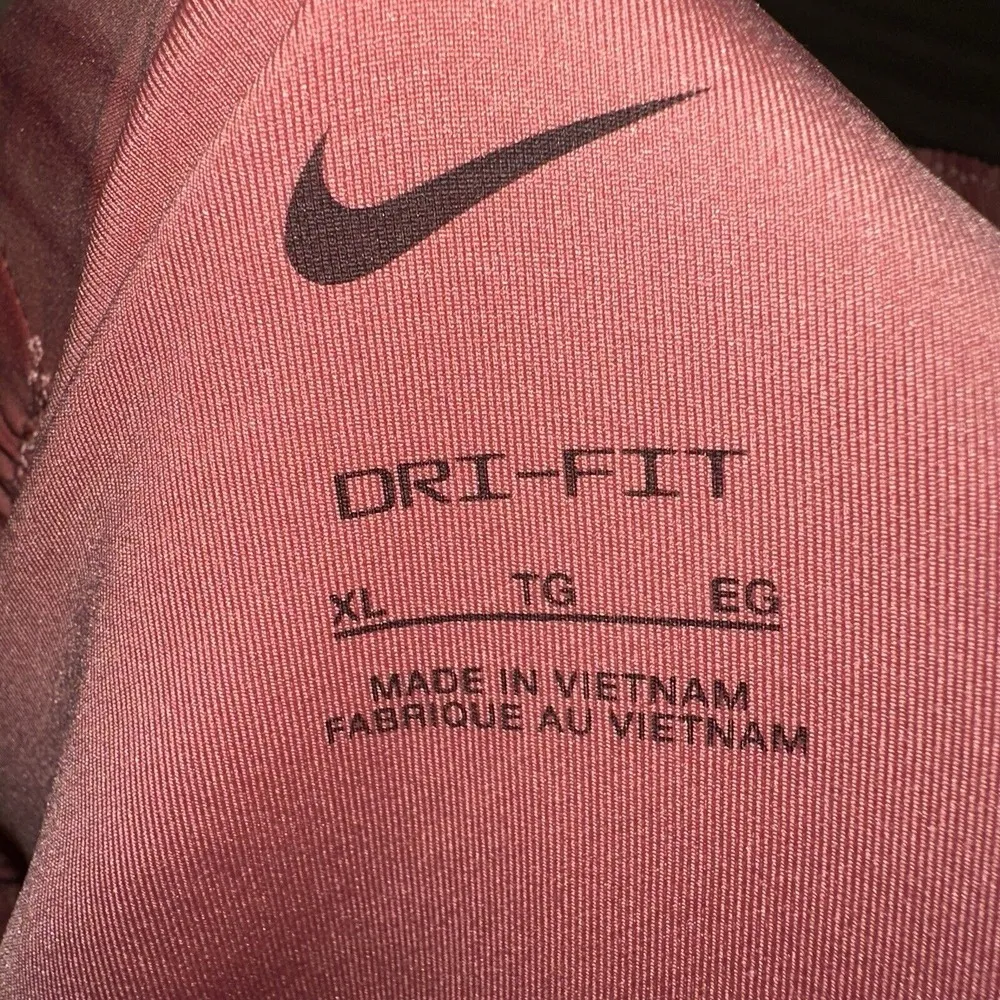 DRI-FIT
XL TG EG
MADE IN VIETNAM
FABRIQUE AU VIETNAM